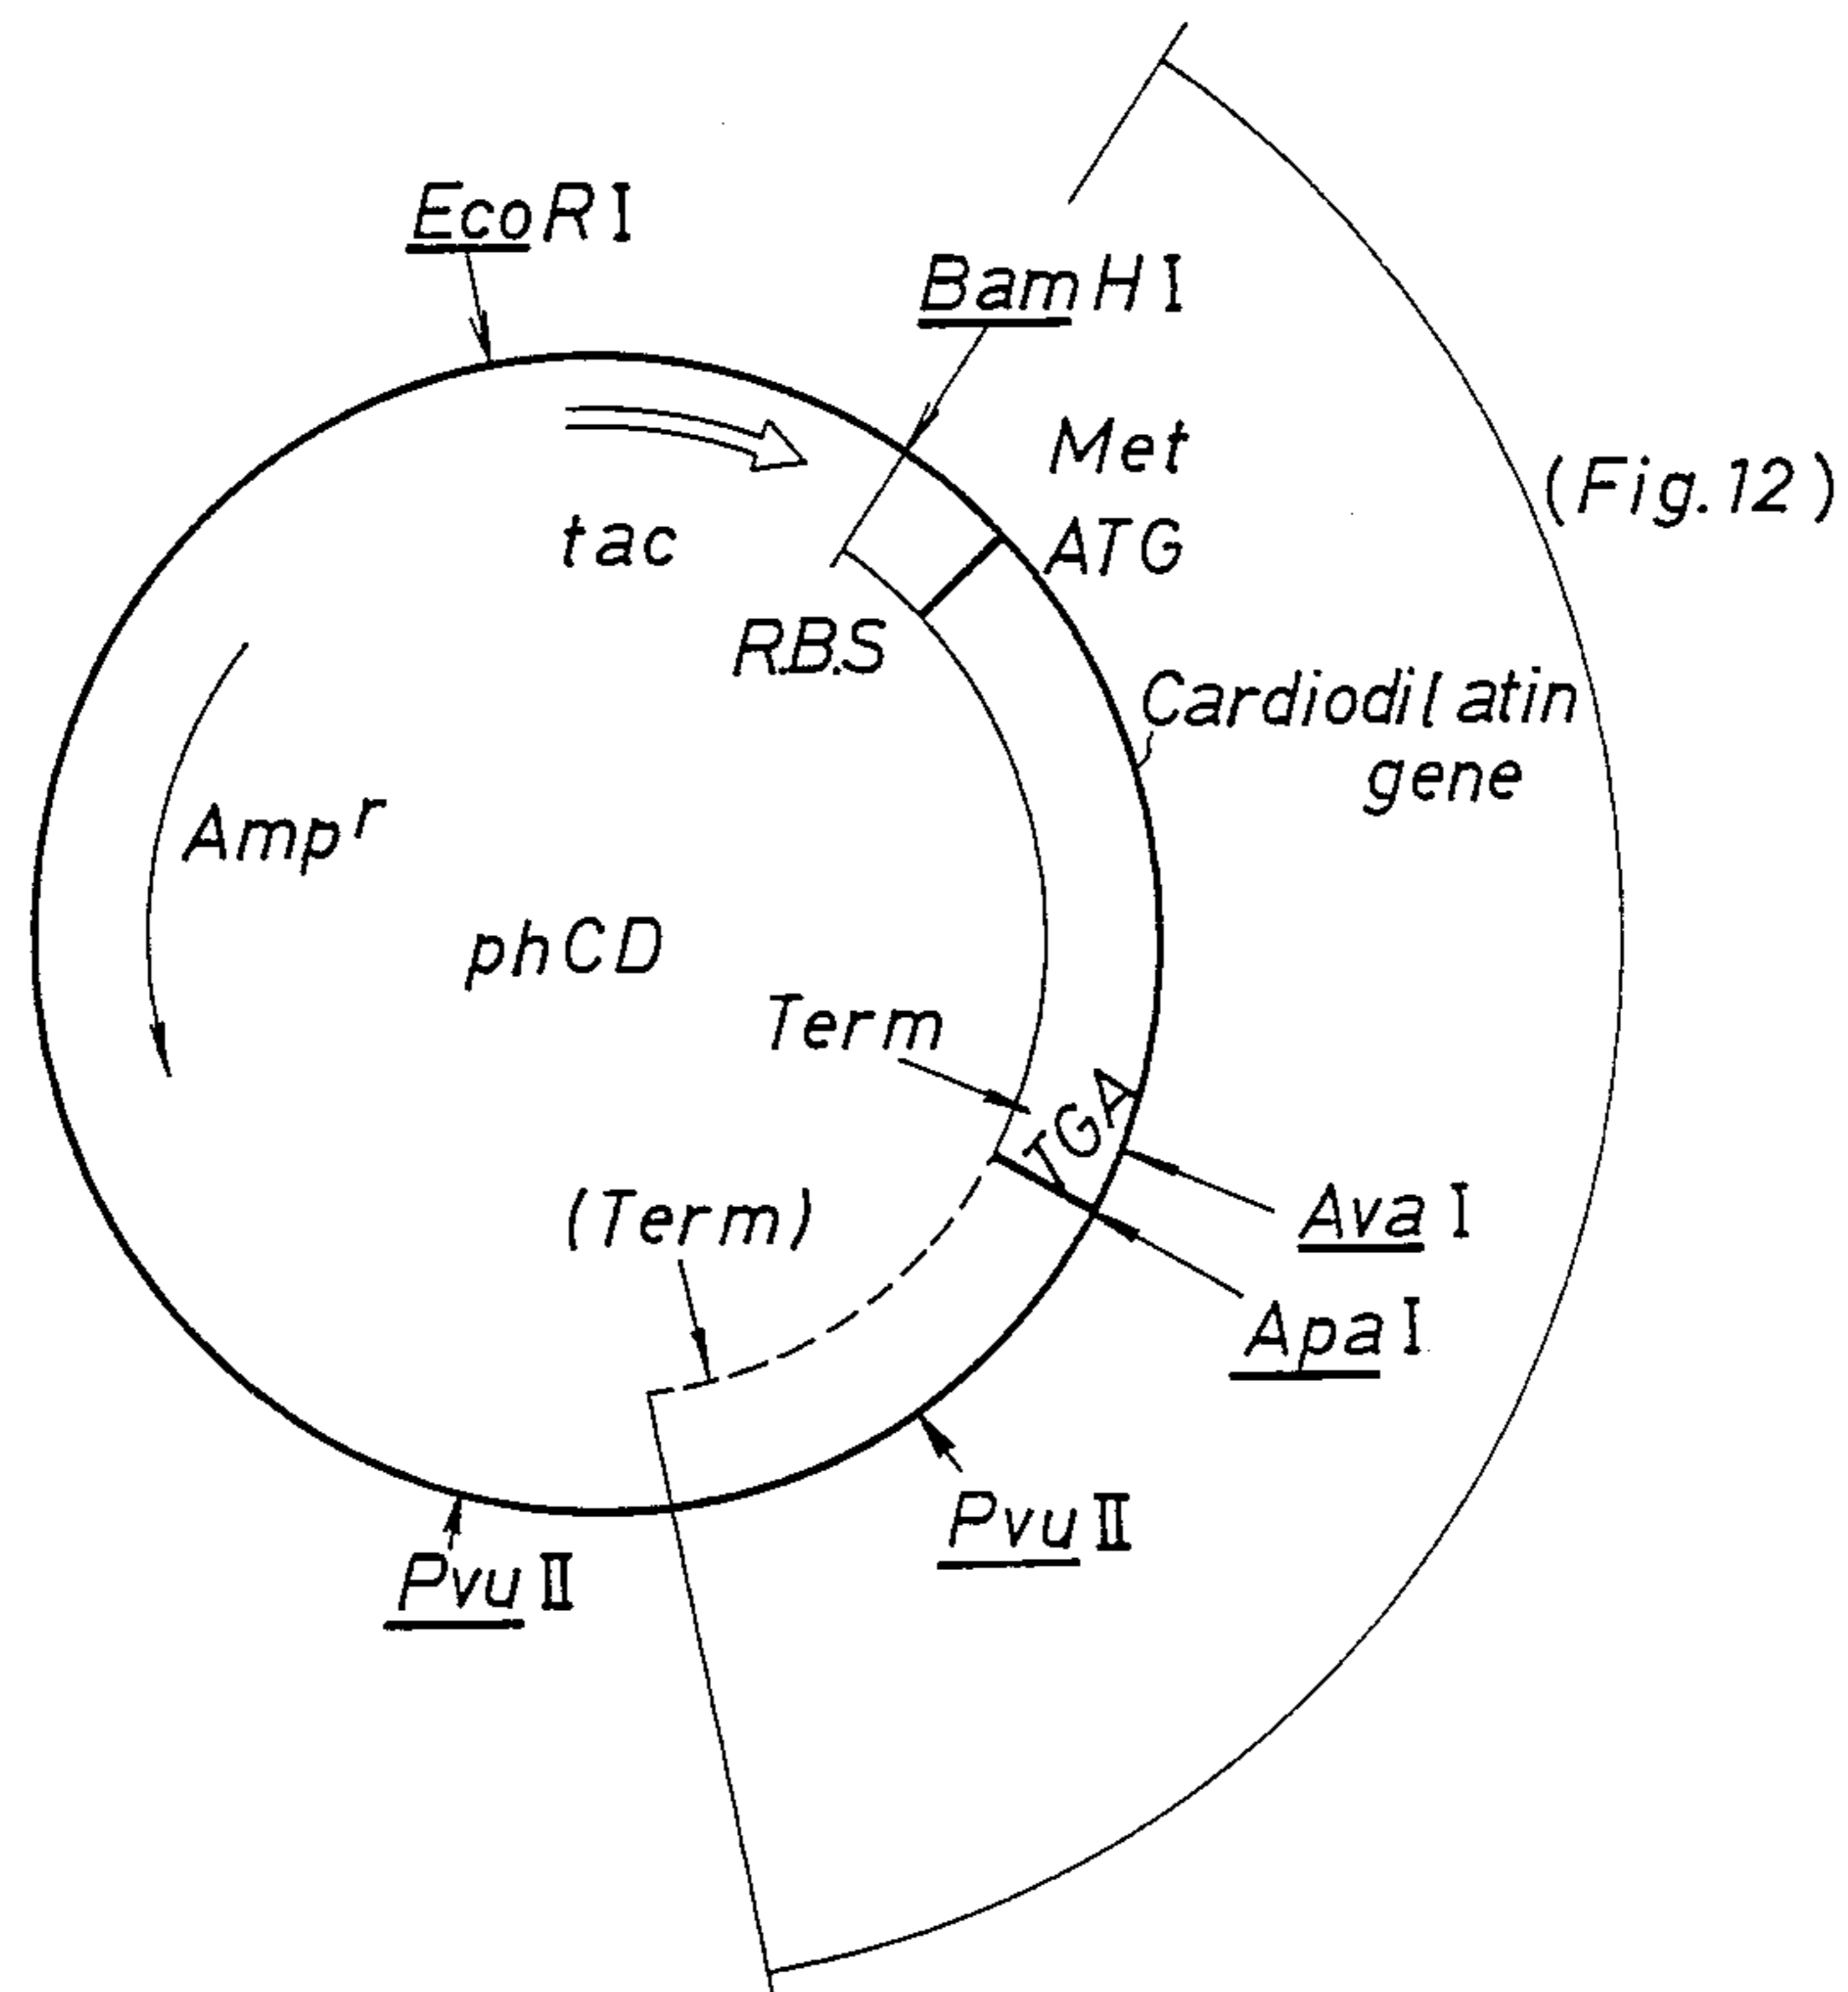 EcoRI
BamHI
Met
ATG
(Fig.12)
tac
R.B.S
Cardiodilatin
gene
Amp^r
phCD
Term
TGA
(Term)
AvaI
ApaI
PvuII
PvuII